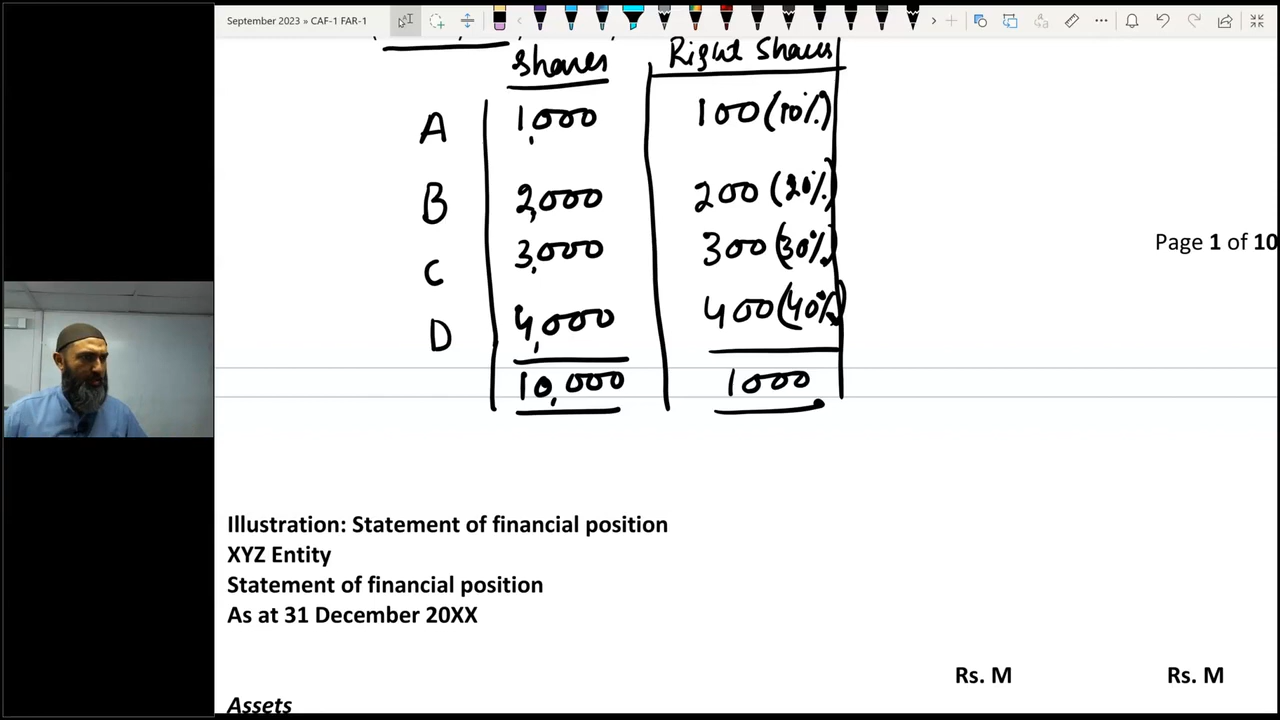 September 2023 » CAF-1 FAR-1
shares Right Shares
A 1,000 100 (10%)
B 2,000 200 (20%)
C 3,000 300 (30%)
D 4,000 400 (40%)
10,000 1000
Page 1 of 10
Illustration: Statement of financial position
XYZ Entity
Statement of financial position
As at 31 December 20XX
Rs. M Rs. M
Assets